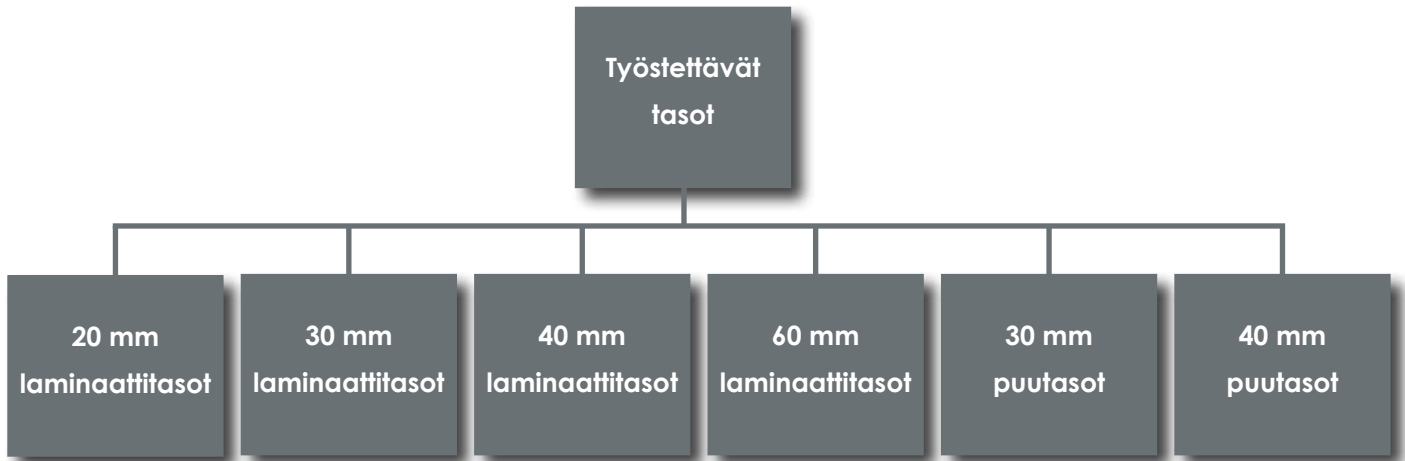 Työstettävät
tasot
20 mm
laminaattitasot
30 mm
laminaattitasot
40 mm
laminaattitasot
60 mm
laminaattitasot
30 mm
puutasot
40 mm
puutasot